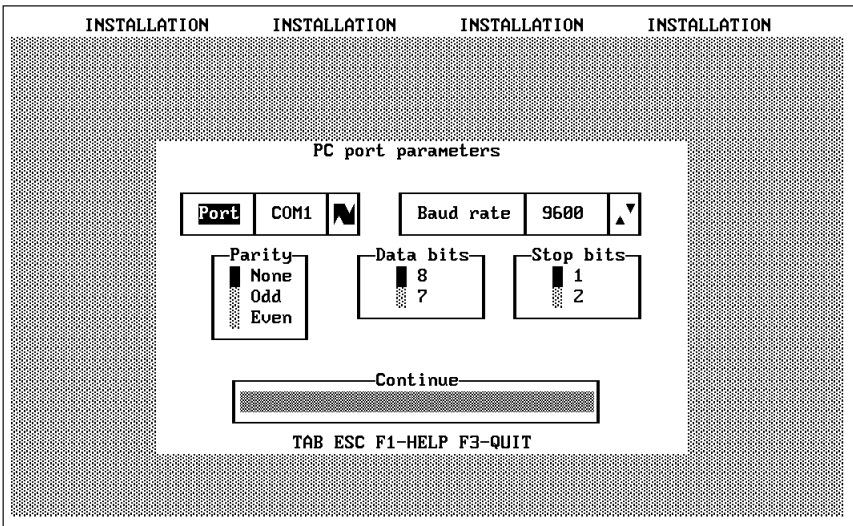 INSTALLATION INSTALLATION INSTALLATION INSTALLATION
PC port parameters
Port COM1 Baud rate 9600
Parity Data bits Stop bits
None 8 1
Odd 7 2
Even
Continue
TAB ESC F1-HELP F3-QUIT